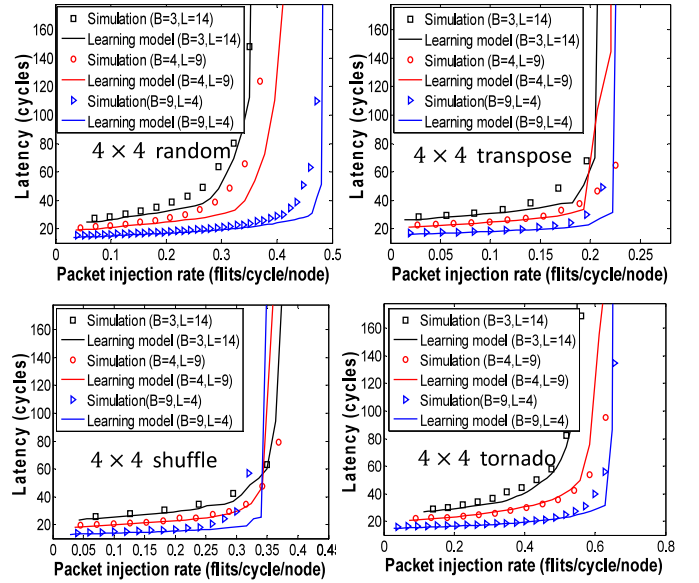 Latency (cycles)
160
140
120
100
80
60
40
20
Simulation (B=3,L=14)
Learning model (B=3,L=14)
Simulation (B=4,L=9)
Learning model (B=4,L=9)
Simulation(B=9,L=4)
Learning model (B=9,L=4)
4 × 4 random
0 0.1 0.2 0.3 0.4 0.5
Packet injection rate (flits/cycle/node)
Latency (cycles)
160
140
120
100
80
60
40
20
Simulation (B=3,L=14)
Learning model (B=3,L=14)
Simulation (B=4,L=9)
Learning model (B=4,L=9)
Simulation(B=9,L=4)
Learning model (B=9,L=4)
4 × 4 transpose
0 0.05 0.1 0.15 0.2 0.25
Packet injection rate (flits/cycle/node)
Latency (cycles)
160
140
120
100
80
60
40
20
Simulation (B=3,L=14)
Learning model (B=3,L=14)
Simulation (B=4,L=9)
Learning model (B=4,L=9)
Simulation(B=9,L=4)
Learning model (B=9,L=4)
4 × 4 shuffle
0 0.05 0.1 0.15 0.2 0.25 0.3 0.35 0.4 0.45
Packet injection rate (flits/cycle/node)
Latency (cycles)
160
140
120
100
80
60
40
20
Simulation (B=3,L=14)
Learning model (B=3,L=14)
Simulation (B=4,L=9)
Learning model (B=4,L=9)
Simulation(B=9,L=4)
Learning model (B=9,L=4)
4 × 4 tornado
0 0.2 0.4 0.6 0.8
Packet injection rate (flits/cycle/node)